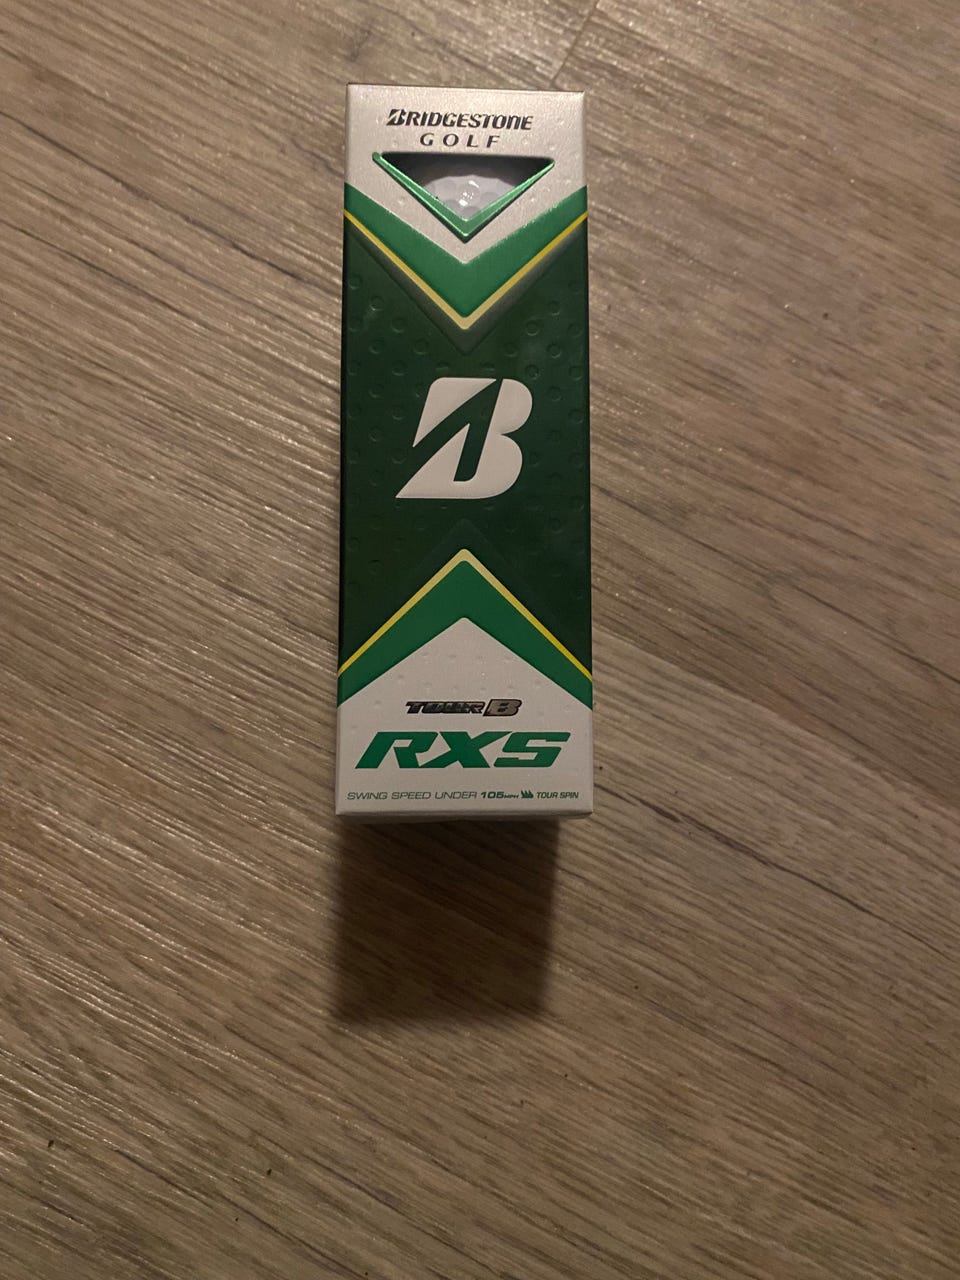 BRIDGESTONE
GOLF
B
TOUR B
RXS
SWING SPEED UNDER 105MPH TOUR SPIN